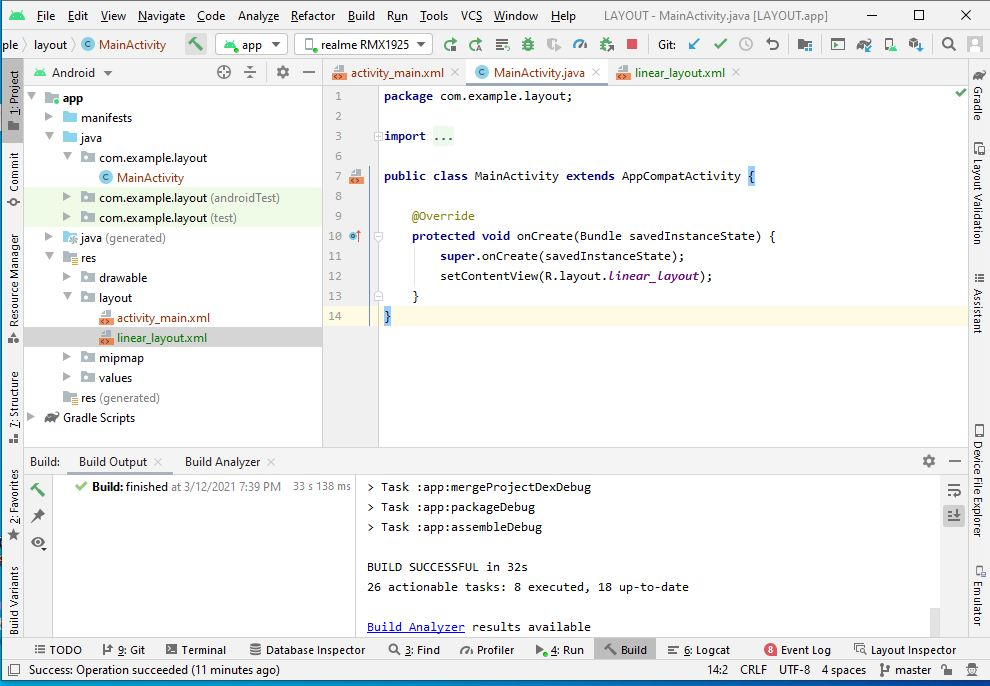 File Edit View Navigate Code Analyze Refactor Build Run Tools VCS Window Help LAYOUT - MainActivity.java [LAYOUT.app]
ple layout C MainActivity app realme RMX1925 Git:
1: Project
Commit
Resource Manager
7: Structure
2: Favorites
Build Variants
Android
app
manifests
java
com.example.layout
C MainActivity
com.example.layout (androidTest)
com.example.layout (test)
java (generated)
res
drawable
layout
activity_main.xml
linear_layout.xml
mipmap
values
res (generated)
Gradle Scripts
activity_main.xml C MainActivity.java linear_layout.xml
1 package com.example.layout;
2
3 import ...
6
7 public class MainActivity extends AppCompatActivity {
8
9 @Override
10 protected void onCreate(Bundle savedInstanceState) {
11 super.onCreate(savedInstanceState);
12 setContentView(R.layout.linear_layout);
13 }
14 }
Gradle
Layout Validation
Assistant
Device File Explorer
Emulator
Build: Build Output Build Analyzer
Build: finished at 3/12/2021 7:39 PM 33 s 138 ms
> Task :app:mergeProjectDexDebug
> Task :app:packageDebug
> Task :app:assembleDebug
BUILD SUCCESSFUL in 32s
26 actionable tasks: 8 executed, 18 up-to-date
Build Analyzer results available
TODO 9: Git Terminal Database Inspector 3: Find Profiler 4: Run Build 6: Logcat 8 Event Log Layout Inspector
Success: Operation succeeded (11 minutes ago) 14:2 CRLF UTF-8 4 spaces master